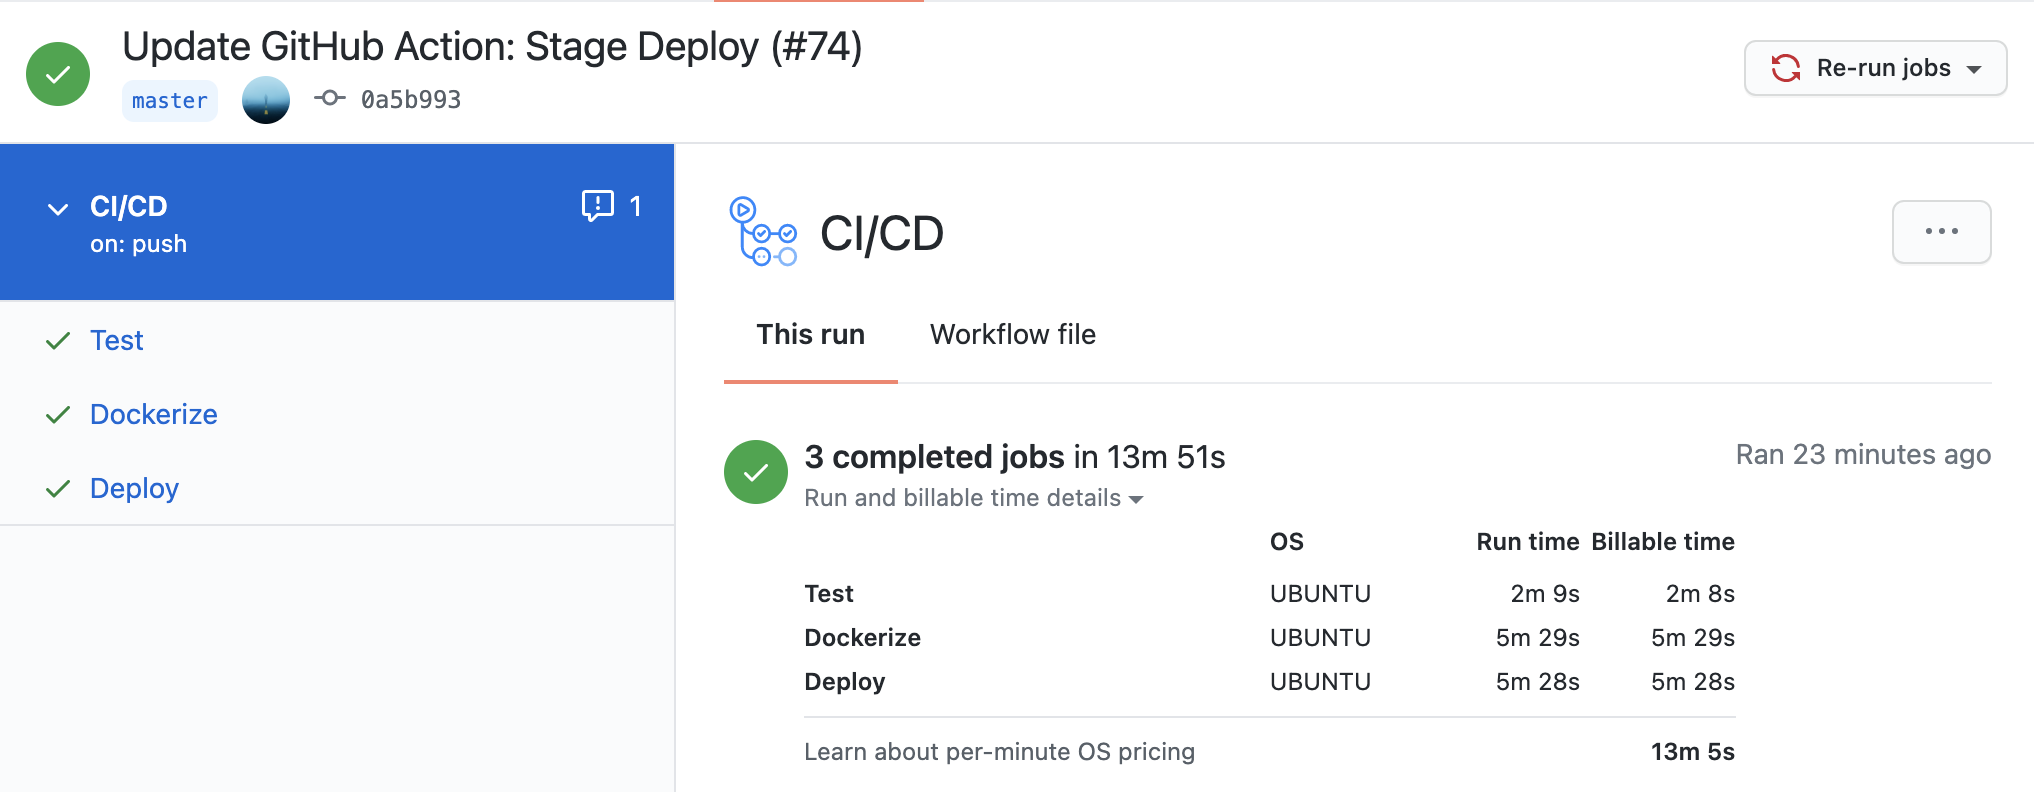 Update GitHub Action: Stage Deploy (#74)
master 0a5b993
Re-run jobs
CI/CD 1
on: push
Test
Dockerize
Deploy
CI/CD
This run Workflow file
3 completed jobs in 13m 51s
Ran 23 minutes ago
Run and billable time details
OS Run time Billable time
Test UBUNTU 2m 9s 2m 8s
Dockerize UBUNTU 5m 29s 5m 29s
Deploy UBUNTU 5m 28s 5m 28s
Learn about per-minute OS pricing 13m 5s